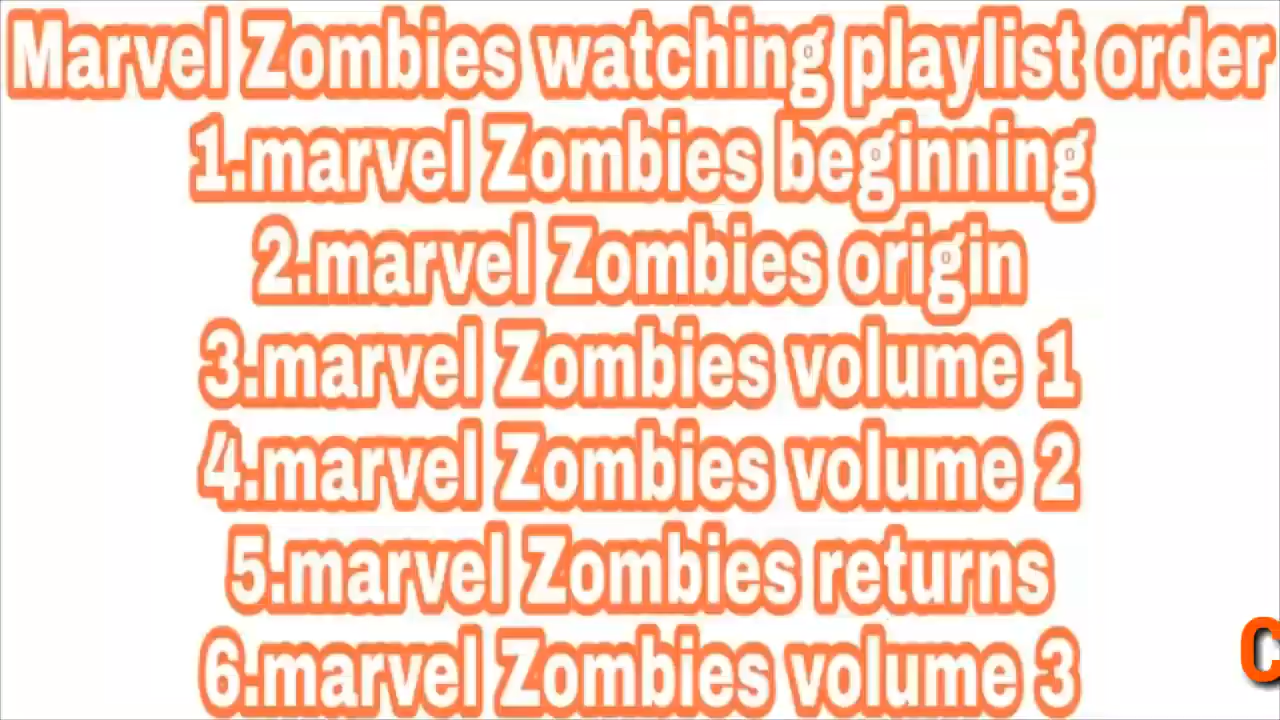 Marvel Zombies watching playlist order
1.marvel Zombies beginning
2.marvel Zombies origin
3.marvel Zombies volume 1
4.marvel Zombies volume 2
5.marvel Zombies returns
6.marvel Zombies volume 3